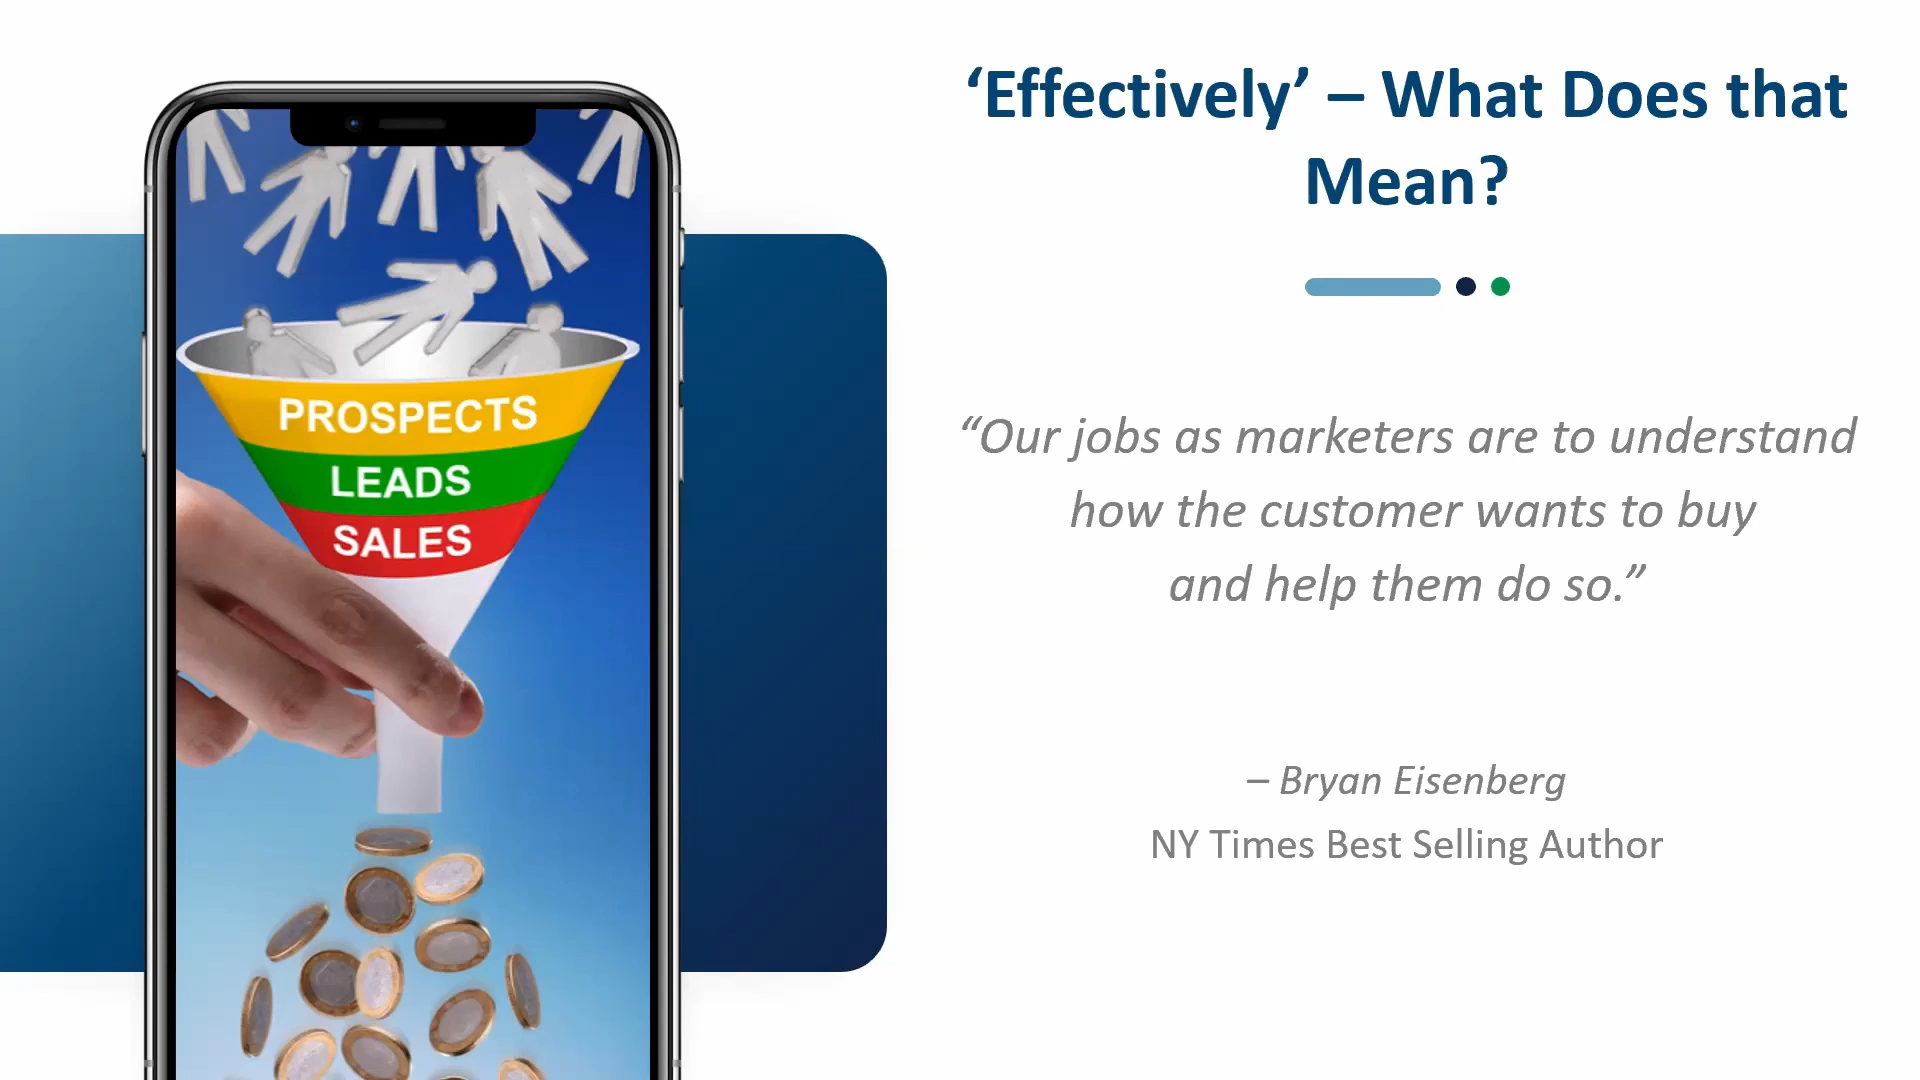 ‘Effectively’ – What Does that
Mean?
PROSPECTS
LEADS
SALES
“Our jobs as marketers are to understand
how the customer wants to buy
and help them do so.”
– Bryan Eisenberg
NY Times Best Selling Author